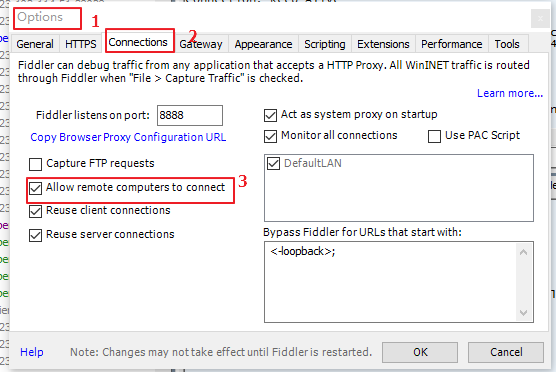 Options
1
General HTTPS Connections Gateway Appearance Scripting Extensions Performance Tools
2
Fiddler can debug traffic from any application that accepts a HTTP Proxy. All WinINET traffic is routed
through Fiddler when "File > Capture Traffic" is checked.
Learn more...
Fiddler listens on port: 8888
Copy Browser Proxy Configuration URL
Capture FTP requests
Allow remote computers to connect
3
Reuse client connections
Reuse server connections
Act as system proxy on startup
Monitor all connections Use PAC Script
DefaultLAN
Bypass Fiddler for URLs that start with:
<-loopback>;
Help Note: Changes may not take effect until Fiddler is restarted. OK Cancel